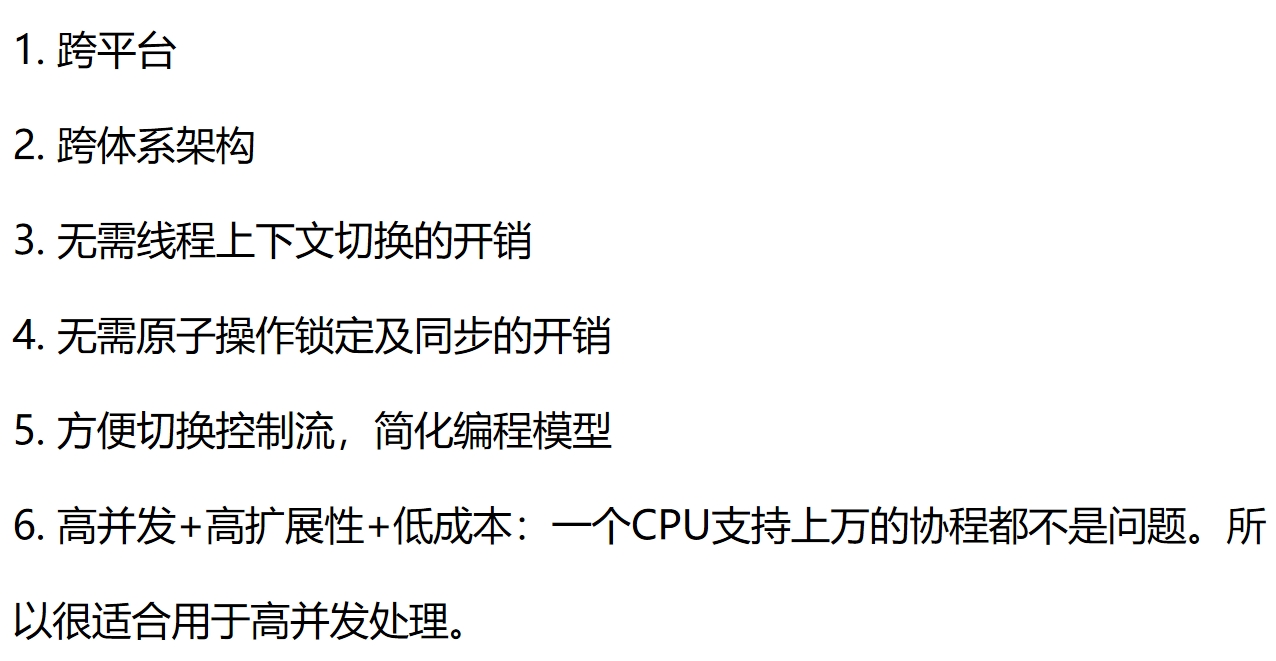 1. 跨平台
2. 跨体系架构
3. 无需线程上下文切换的开销
4. 无需原子操作锁定及同步的开销
5. 方便切换控制流，简化编程模型
6. 高并发+高扩展性+低成本：一个CPU支持上万的协程都不是问题。所
以很适合用于高并发处理。